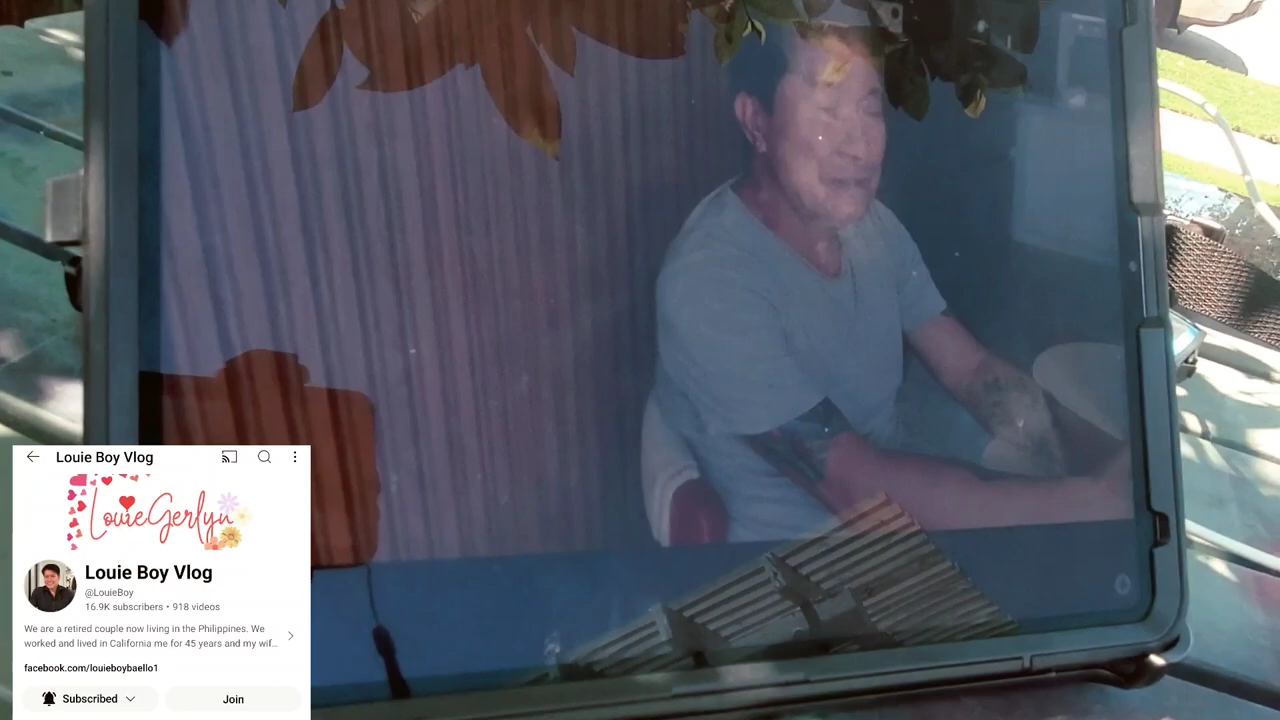 Louie Boy Vlog
LouieGerlyn
Louie Boy Vlog
@LouieBoy
16.9K subscribers • 918 videos
We are a retired couple now living in the Philippines. We
worked and lived in California me for 45 years and my wif...
facebook.com/louieboybaello1
Subscribed
Join